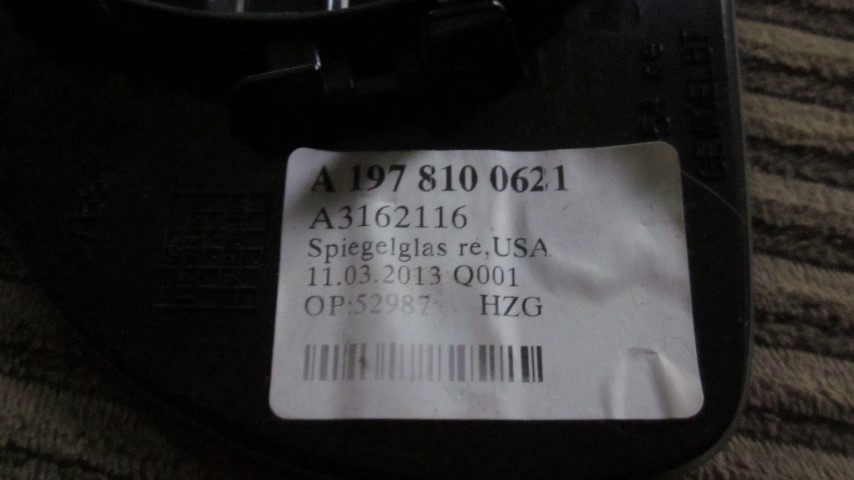 A 197 810 0621
A3162116
Spiegelglas re,USA
11.03.2013 Q001
OP:52987 HZG